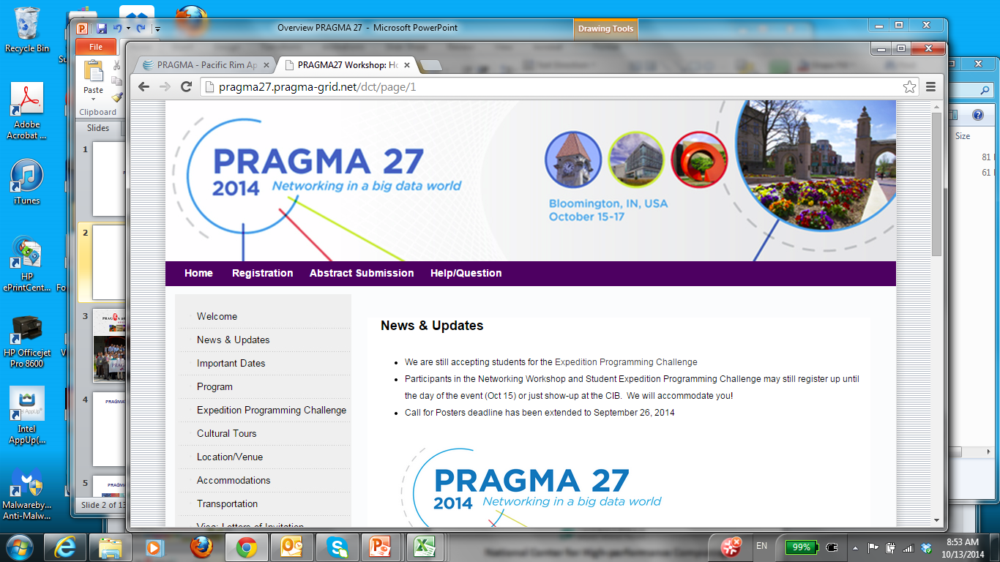 Recycle Bin
Su
Adobe
Acrobat ...
iTunes
HP
ePrintCent...
Fo
HP Officejet
Pro 8600
V
Intel
AppUp(...
Malwareby...
Anti-Malw...
Overview PRAGMA 27 - Microsoft PowerPoint
Drawing Tools
File
Paste
Clipboard
Slides
1
2
3
4
5
Slide 2 of 13
PRAGMA - Pacific Rim Ap
PRAGMA27 Workshop: Ho
pragma27.pragma-grid.net/dct/page/1
PRAGMA 27
2014 Networking in a big data world
Bloomington, IN, USA
October 15-17
Home Registration Abstract Submission Help/Question
Welcome
News & Updates
Important Dates
Program
Expedition Programming Challenge
Cultural Tours
Location/Venue
Accommodations
Transportation
Visa: Letters of Invitation
News & Updates
• We are still accepting students for the Expedition Programming Challenge
• Participants in the Networking Workshop and Student Expedition Programming Challenge may still register up until
the day of the event (Oct 15) or just show-up at the CIB. We will accommodate you!
• Call for Posters deadline has been extended to September 26, 2014
PRAGMA 27
2014 Networking in a big data world
Size
81
61
EN
99%
8:53 AM
10/13/2014